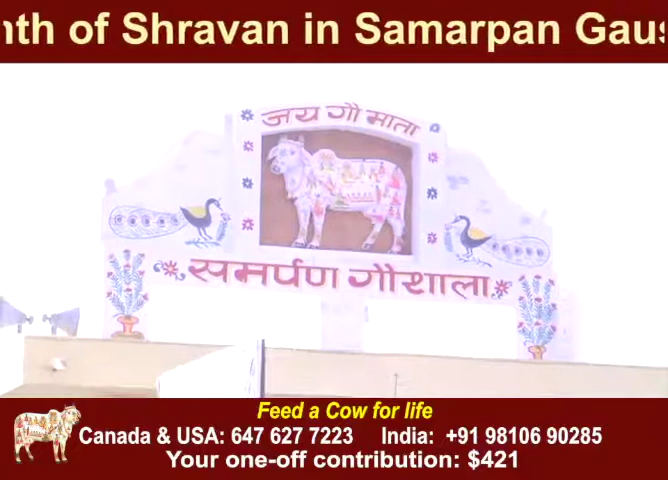 nth of Shravan in Samarpan Gaus
जय गौ माता
समर्पण गौशाला
Feed a Cow for life
Canada & USA: 647 627 7223 India: +91 98106 90285
Your one-off contribution: $421